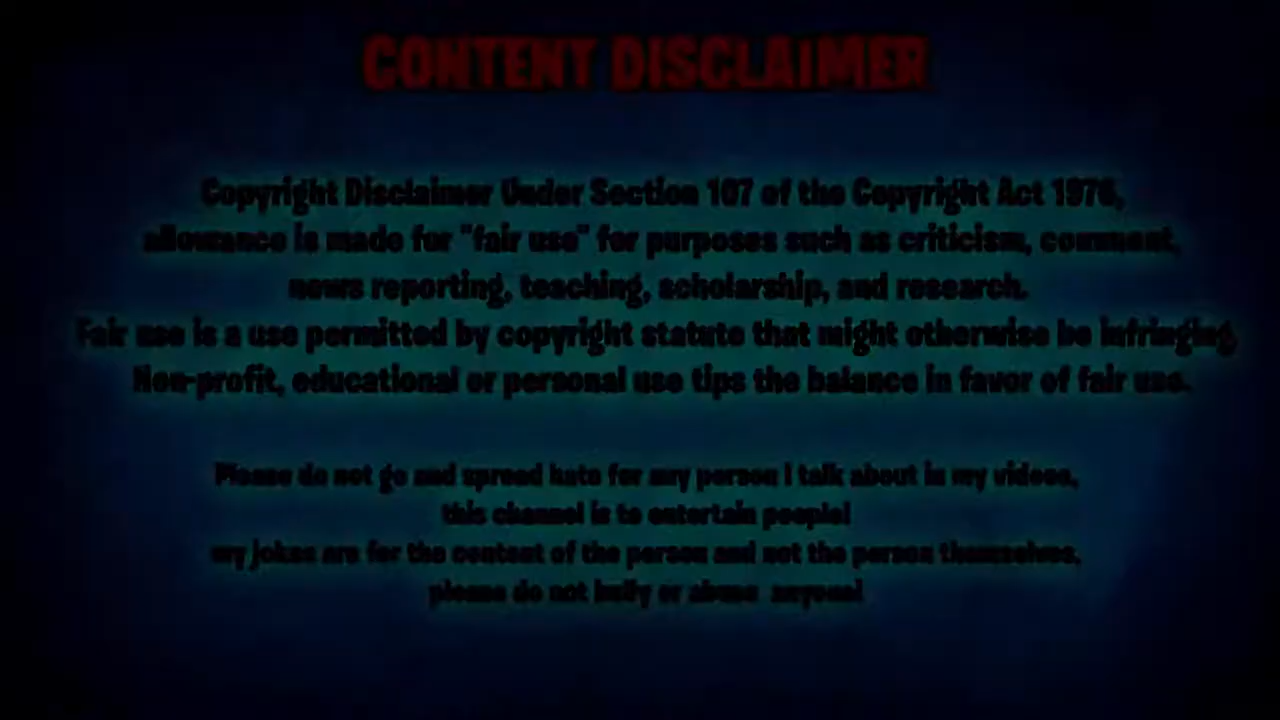 CONTENT DISCLAIMER
Copyright Disclaimer Under Section 107 of the Copyright Act 1976,
allowance is made for "fair use" for purposes such as criticism, comment,
news reporting, teaching, scholarship, and research.
Fair use is a use permitted by copyright statute that might otherwise be infringing.
Non-profit, educational or personal use tips the balance in favor of fair use.
Please do not go and spread hate for any person I talk about in my videos,
this channel is to entertain people!
my jokes are for the content of the person and not the person themselves,
please do not bully or abuse anyone!